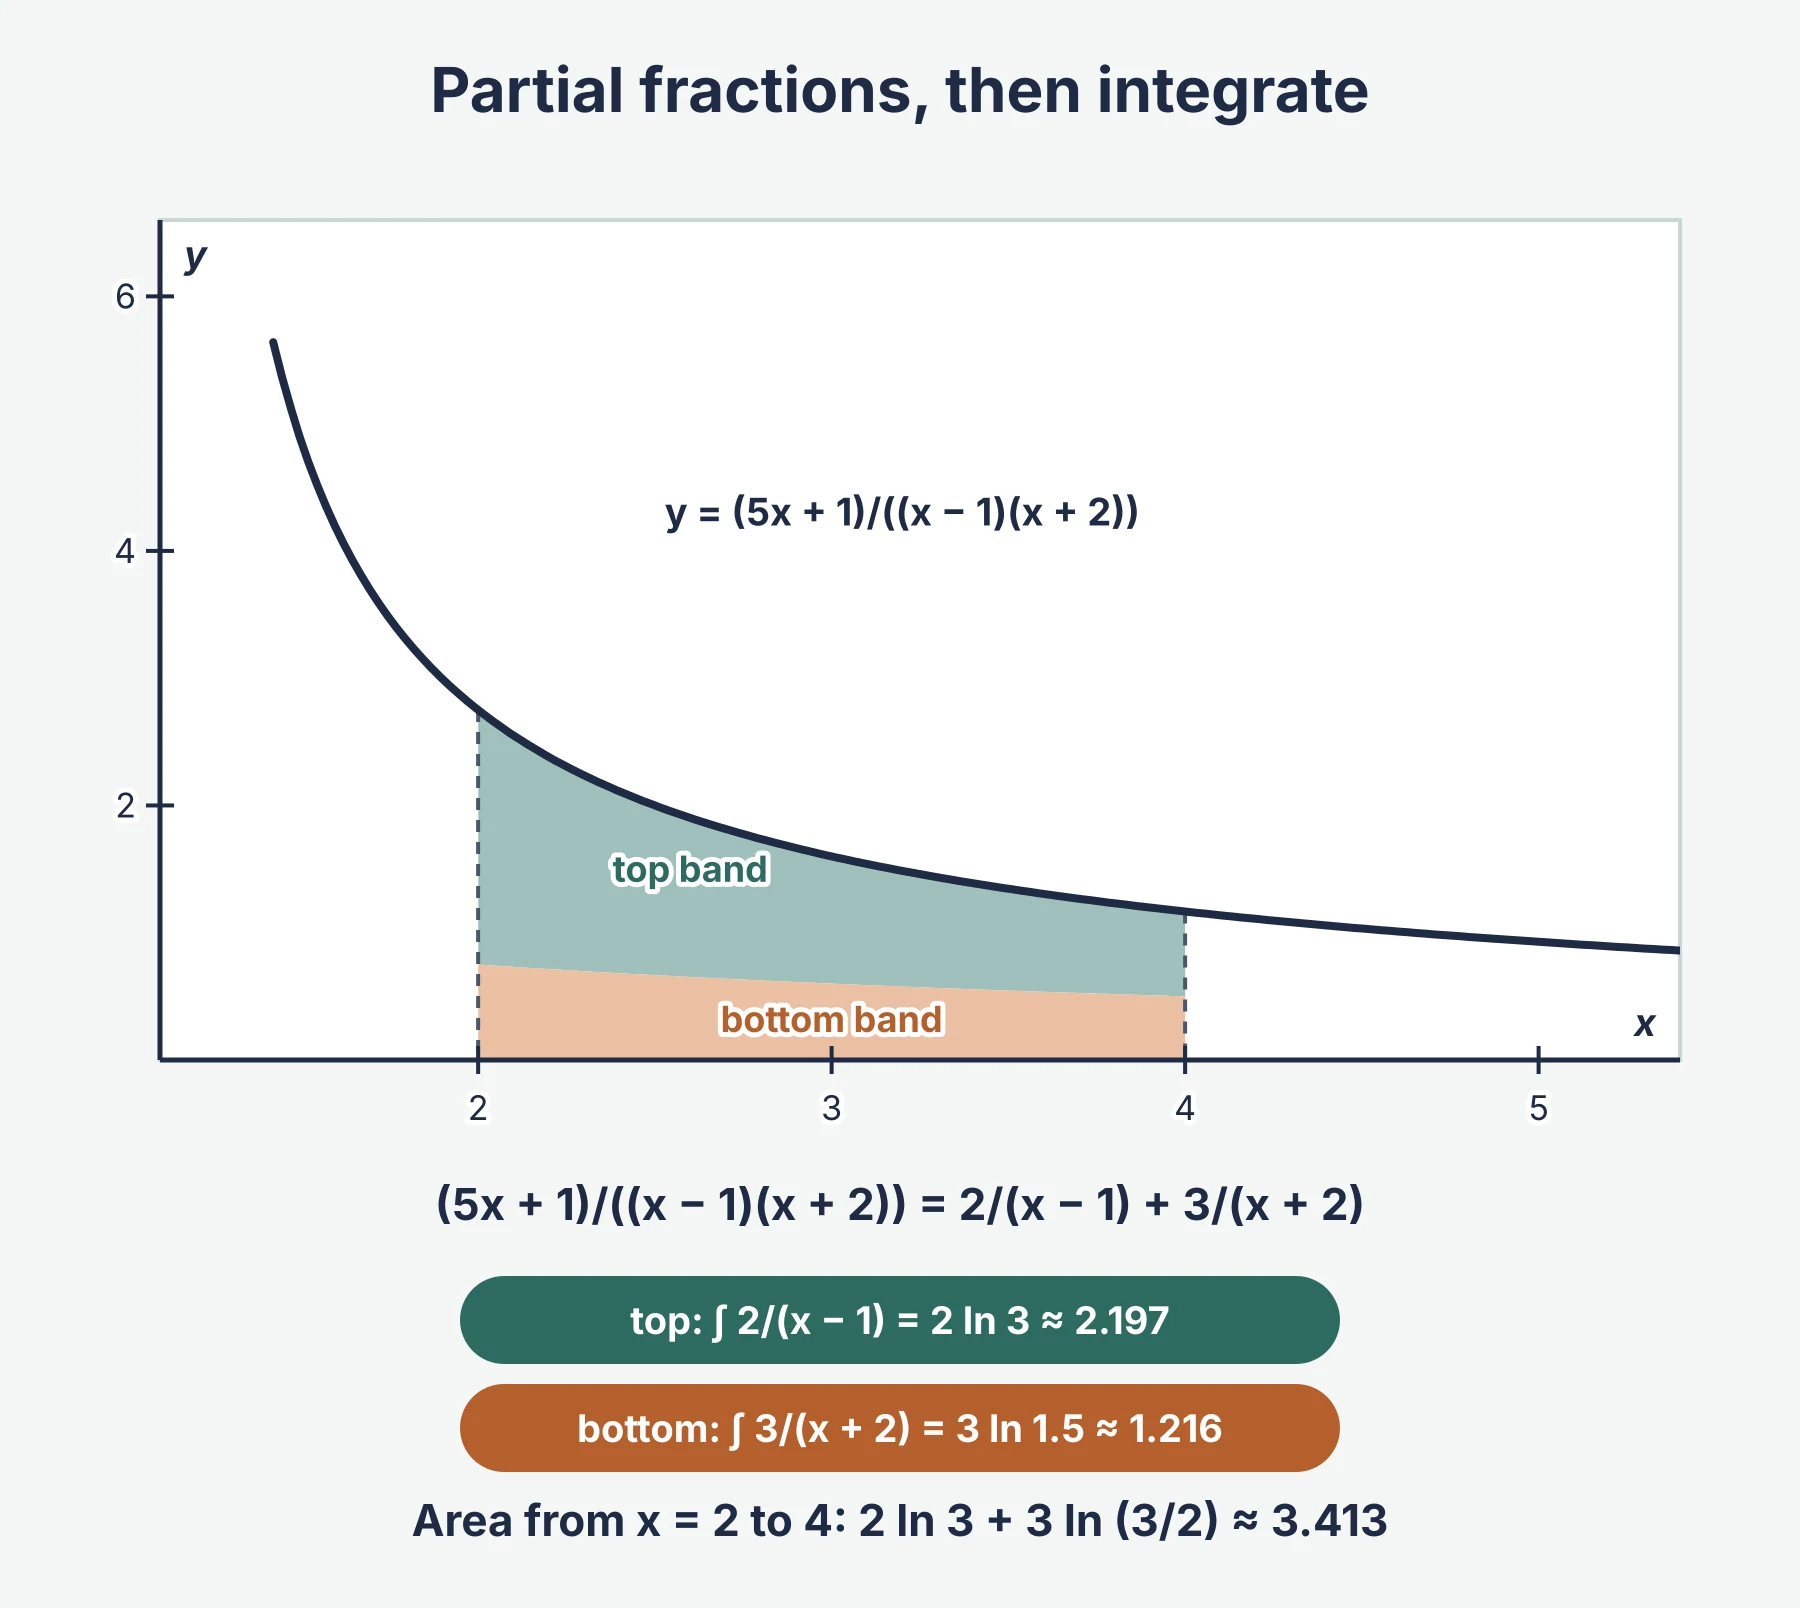 Partial fractions, then integrate
y
6
4
2
y = (5x + 1)/((x − 1)(x + 2))
top band
bottom band
x
2 3 4 5
(5x + 1)/((x − 1)(x + 2)) = 2/(x − 1) + 3/(x + 2)
top: ∫ 2/(x − 1) = 2 ln 3 ≈ 2.197
bottom: ∫ 3/(x + 2) = 3 ln 1.5 ≈ 1.216
Area from x = 2 to 4: 2 ln 3 + 3 ln (3/2) ≈ 3.413